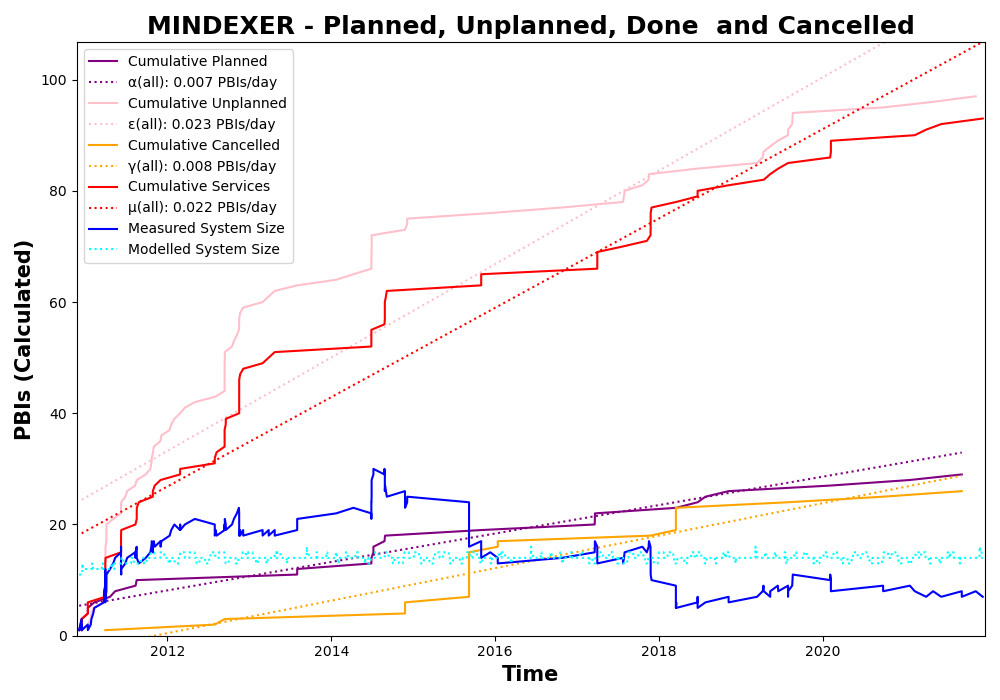 MINDEXER - Planned, Unplanned, Done  and Cancelled
Cumulative Planned
α(all): 0.007 PBIs/day
Cumulative Unplanned
ε(all): 0.023 PBIs/day
Cumulative Cancelled
γ(all): 0.008 PBIs/day
Cumulative Services
μ(all): 0.022 PBIs/day
Measured System Size
Modelled System Size
PBIs (Calculated)
100
80
60
40
20
0
2012
2014
2016
2018
2020
Time